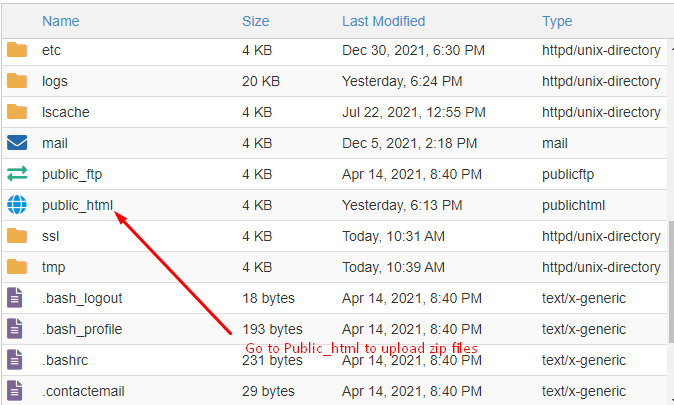 Name Size Last Modified Type
etc 4 KB Dec 30, 2021, 6:30 PM httpd/unix-directory
logs 20 KB Yesterday, 6:24 PM httpd/unix-directory
lscache 4 KB Jul 22, 2021, 12:55 PM httpd/unix-directory
mail 4 KB Dec 5, 2021, 2:18 PM mail
public_ftp 4 KB Apr 14, 2021, 8:40 PM publicftp
public_html 4 KB Yesterday, 6:13 PM publichtml
ssl 4 KB Today, 10:31 AM httpd/unix-directory
tmp 4 KB Today, 10:39 AM httpd/unix-directory
.bash_logout 18 bytes Apr 14, 2021, 8:40 PM text/x-generic
.bash_profile 193 bytes Apr 14, 2021, 8:40 PM text/x-generic
Go to Public_html to upload zip files
.bashrc 231 bytes Apr 14, 2021, 8:40 PM text/x-generic
.contactemail 29 bytes Apr 14, 2021, 8:40 PM text/x-generic